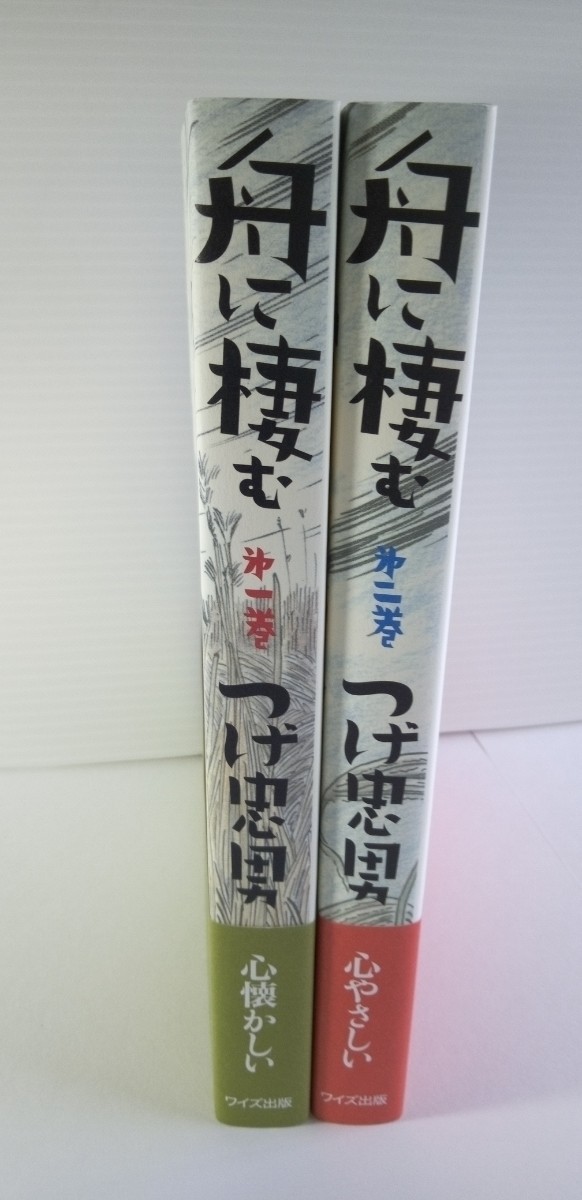 舟に棲む
第一巻
つげ忠男
心懐かしい
ワイズ出版
舟に棲む
第二巻
つげ忠男
心やさしい
ワイズ出版